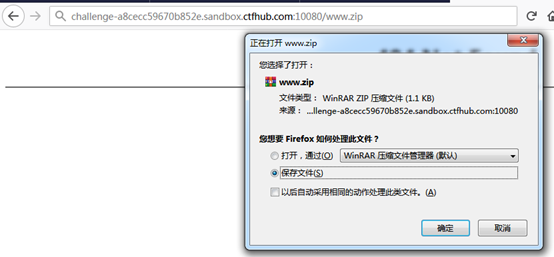 challenge-a8cecc59670b852e.sandbox.ctfhub.com:10080/www.zip
正在打开 www.zip
您选择了打开：
www.zip
文件类型： WinRAR ZIP 压缩文件 (1.1 KB)
来源： ...llenge-a8cecc59670b852e.sandbox.ctfhub.com:10080
您想要 Firefox 如何处理此文件？
打开，通过(O) WinRAR 压缩文件管理器 (默认)
保存文件(S)
以后自动采用相同的动作处理此类文件。(A)
确定 取消